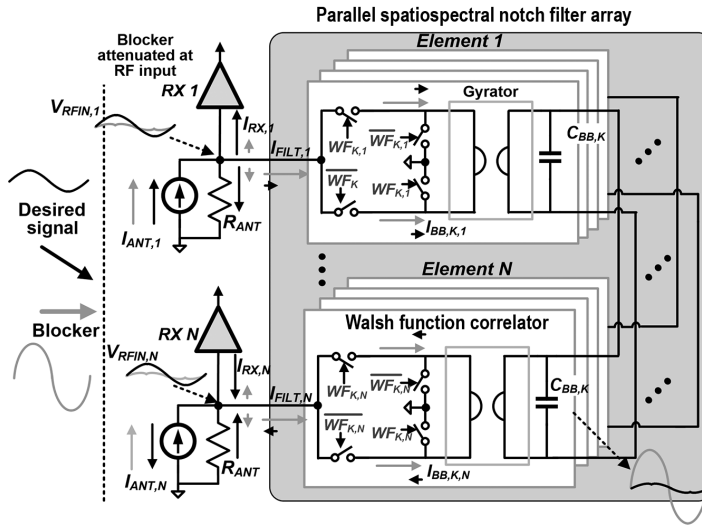 Parallel spatiospectral notch filter array
Blocker
attenuated at
RF input
Element 1
RX 1
V_RFIN,1
I_RX,1
I_FILT,1
Gyrator
WF_K,1
WF_K,1
C_BB,K
WF_K
WF_K,1
I_BB,K,1
Desired
signal
I_ANT,1
R_ANT
Element N
Blocker
RX N
Walsh function correlator
V_RFIN,N
I_RX,N
I_FILT,N
WF_K,N
WF_K,N
C_BB,K
WF_K,N
WF_K,N
I_BB,K,N
I_ANT,N
R_ANT